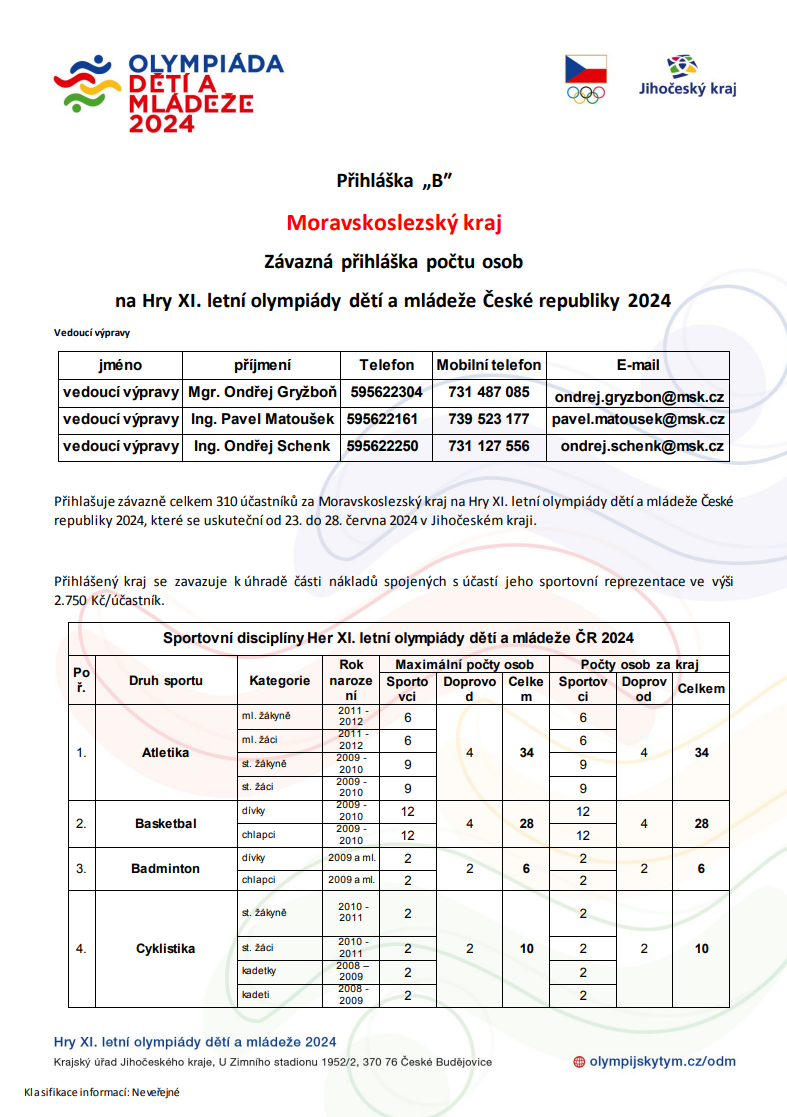 OLYMPIÁDA
DĚTÍ A
MLÁDEŽE
2024
Jihočeský kraj
Přihláška „B”
Moravskoslezský kraj
Závazná přihláška počtu osob
na Hry XI. letní olympiády dětí a mládeže České republiky 2024
Vedoucí výpravy
jméno příjmení Telefon Mobilní telefon E-mail
vedoucí výpravy Mgr. Ondřej Gryžboň 595622304 731 487 085 ondrej.gryzbon@msk.cz
vedoucí výpravy Ing. Pavel Matoušek 595622161 739 523 177 pavel.matousek@msk.cz
vedoucí výpravy Ing. Ondřej Schenk 595622250 731 127 556 ondrej.schenk@msk.cz
Přihlašuje závazně celkem 310 účastníků za Moravskoslezský kraj na Hry XI. letní olympiády dětí a mládeže České
republiky 2024, které se uskuteční od 23. do 28. června 2024 v Jihočeském kraji.
Přihlášený kraj se zavazuje k úhradě části nákladů spojených s účastí jeho sportovní reprezentace ve výši
2.750 Kč/účastník.
Sportovní disciplíny Her XI. letní olympiády dětí a mládeže ČR 2024
Po
ř.
Druh sportu
Kategorie
Rok
naroze
ní
Maximální počty osob
Počty osob za kraj
Sporto
vci
Doprovo
d
Celke
m
Sportov
ci
Doprov
od
Celkem
1. Atletika
ml. žákyně 2011 -
2012 6 6
ml. žáci 2011 -
2012 6 6
4 34 4 34
st. žákyně 2009 -
2010 9 9
st. žáci 2009 -
2010 9 9
2. Basketbal
dívky 2009 -
2010 12 12
4 28 4 28
chlapci 2009 -
2010 12 12
3. Badminton
dívky 2009 a ml. 2 2
2 6 2 6
chlapci 2009 a ml. 2 2
4. Cyklistika
st. žákyně 2010 -
2011 2 2
st. žáci 2010 -
2011 2 2 10 2 2 10
kadetky 2008 –
2009 2 2
kadeti 2008 -
2009 2 2
Hry XI. letní olympiády dětí a mládeže 2024
Krajský úřad Jihočeského kraje, U Zimního stadionu 1952/2, 370 76 České Budějovice
olympijskytym.cz/odm
Klasifikace informací: Neveřejné